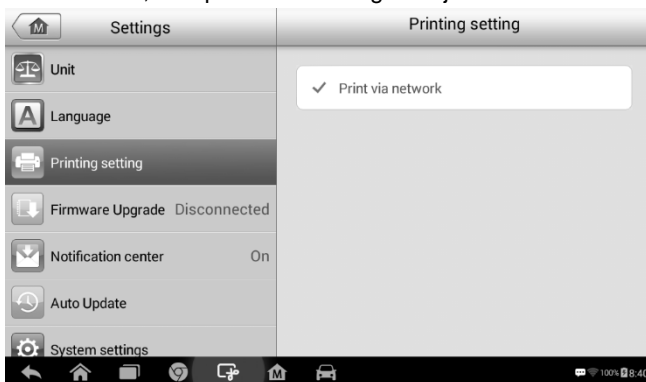 Settings
Printing setting
Unit
Print via network
Language
Printing setting
Firmware Upgrade Disconnected
Notification center On
Auto Update
System settings
100% 8:40